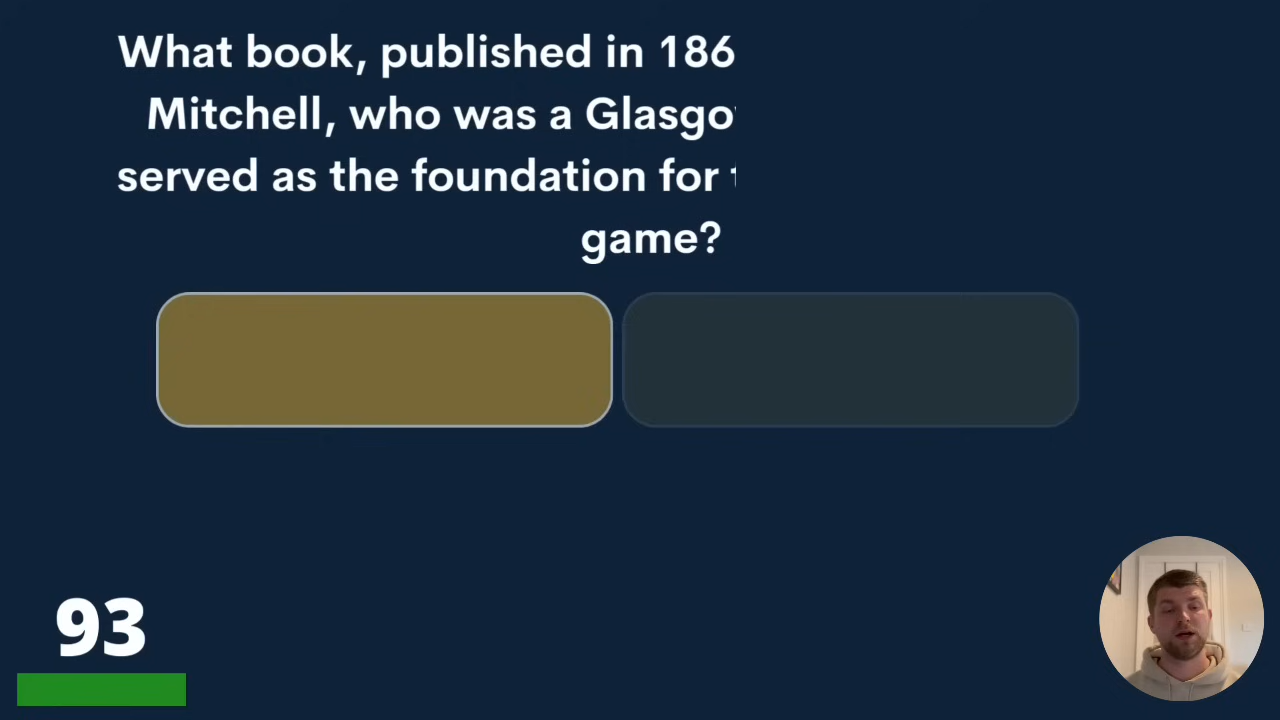 What book, published in 186
Mitchell, who was a Glasgo
served as the foundation for
game?
93